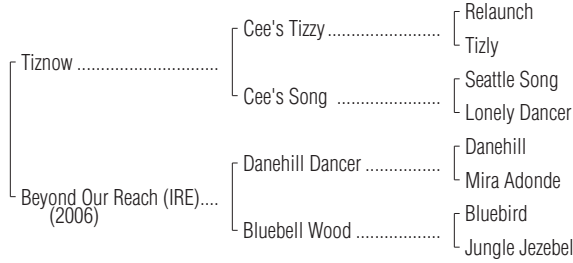 Relaunch
Cee's Tizzy ........................
Tizly
Tiznow ..............................
Seattle Song
Cee's Song ......................
Lonely Dancer
Danehill
Danehill Dancer ................
Mira Adonde
Beyond Our Reach (IRE)....
(2006)
Bluebird
Bluebell Wood ..................
Jungle Jezebel